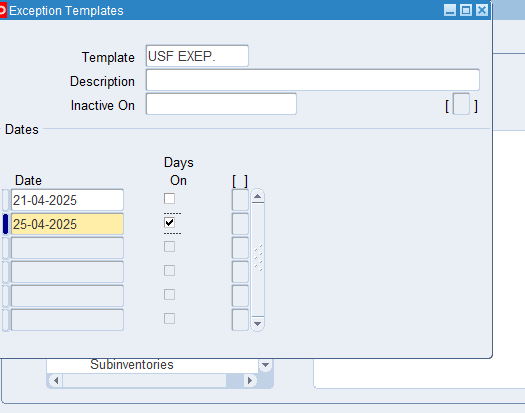 Exception Templates
Template USF EXEP.
Description
Inactive On [ ]
Dates
Days
Date On [ ]
21-04-2025
25-04-2025
Subinventories